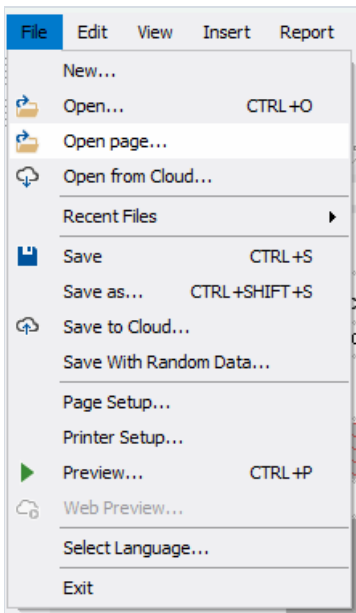 File Edit View Insert Report
New...
Open... CTRL+O
Open page...
Open from Cloud...
Recent Files
Save CTRL+S
Save as... CTRL+SHIFT+S
Save to Cloud...
Save With Random Data...
Page Setup...
Printer Setup...
Preview... CTRL+P
Web Preview...
Select Language...
Exit